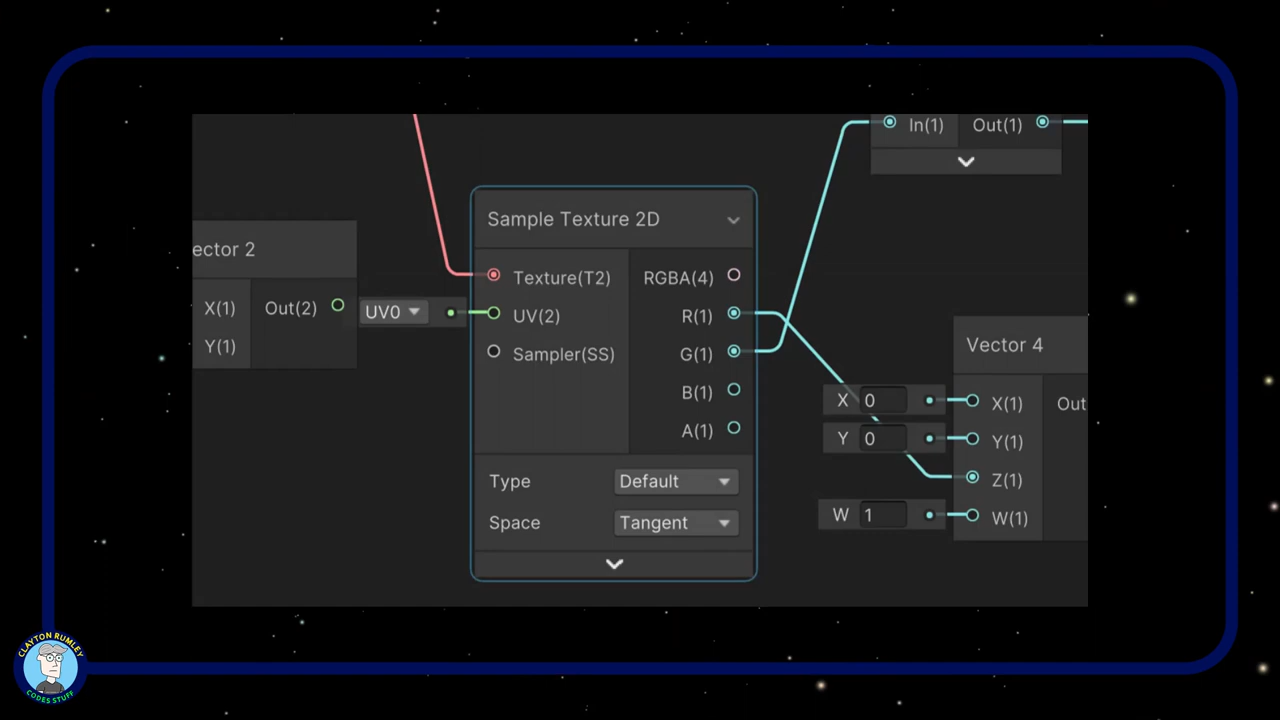 In(1) Out(1)
Sample Texture 2D
ector 2
Texture(T2) RGBA(4)
X(1) Out(2) UV0 UV(2) R(1)
Y(1) Sampler(SS) G(1)
Vector 4
B(1)
X 0 X(1) Out
A(1)
Y 0 Y(1)
Type Default
Z(1)
Space Tangent
W 1 W(1)
CLAYTON RUMLEY
CODES STUFF